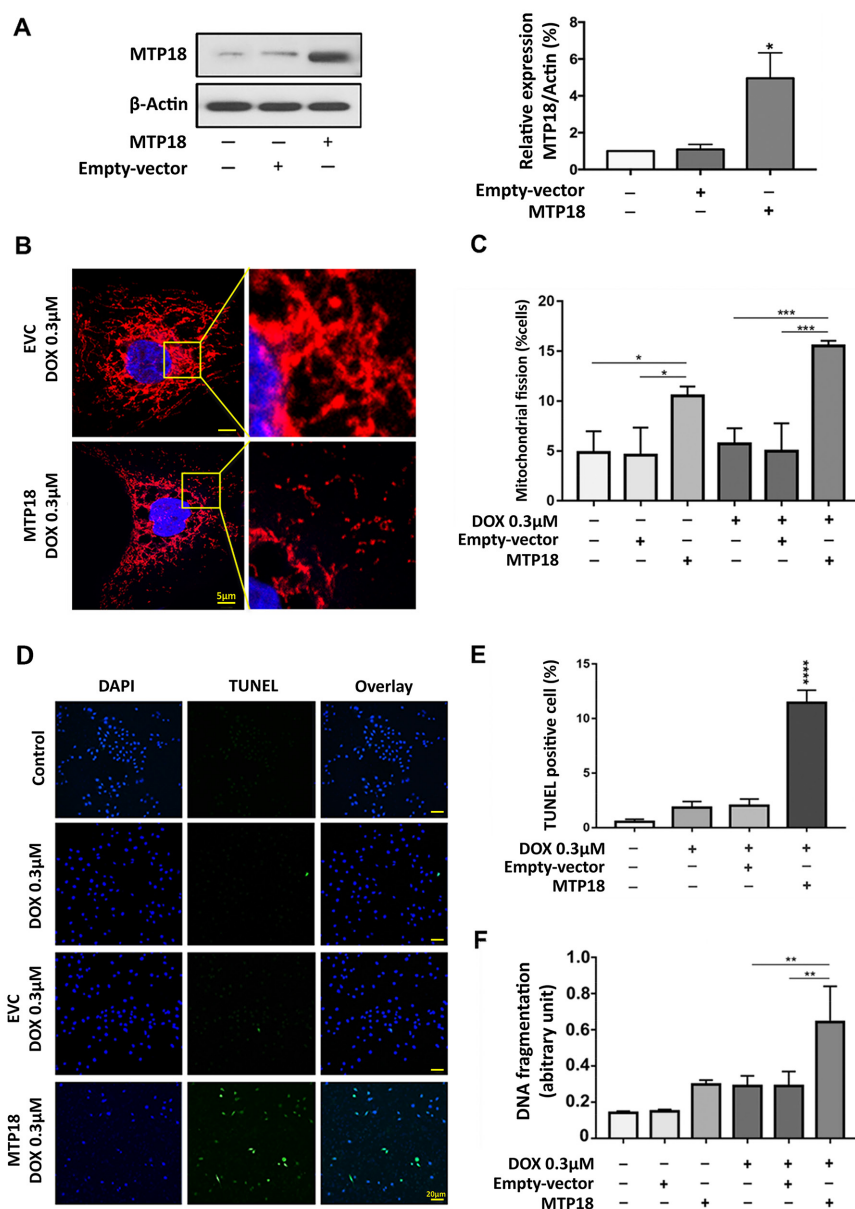 A
MTP18
β-Actin
MTP18 – – +
Empty-vector – + –
Relative expression
MTP18/Actin (%)
8
6
4
2
0
*
Empty-vector – + –
MTP18 – – +
B
EVC
DOX 0.3µM
MTP18
DOX 0.3µM
5µm
C
Mitochondrial fission (%cells)
20
15
10
5
0
*
*
***
***
DOX 0.3µM – – – + + +
Empty-vector – + – – + –
MTP18 – – + – – +
D
DAPI TUNEL Overlay
Control
DOX 0.3µM
EVC
DOX 0.3µM
MTP18
DOX 0.3µM
20µm
E
TUNEL positive cell (%)
15
10
5
0
****
DOX 0.3µM – + + +
Empty-vector – – + –
MTP18 – – – +
F
DNA fragmentation
(abitrary unit)
1.0
0.8
0.6
0.4
0.2
0.0
**
**
DOX 0.3µM – – – + + +
Empty-vector – + – – + –
MTP18 – – + – – +